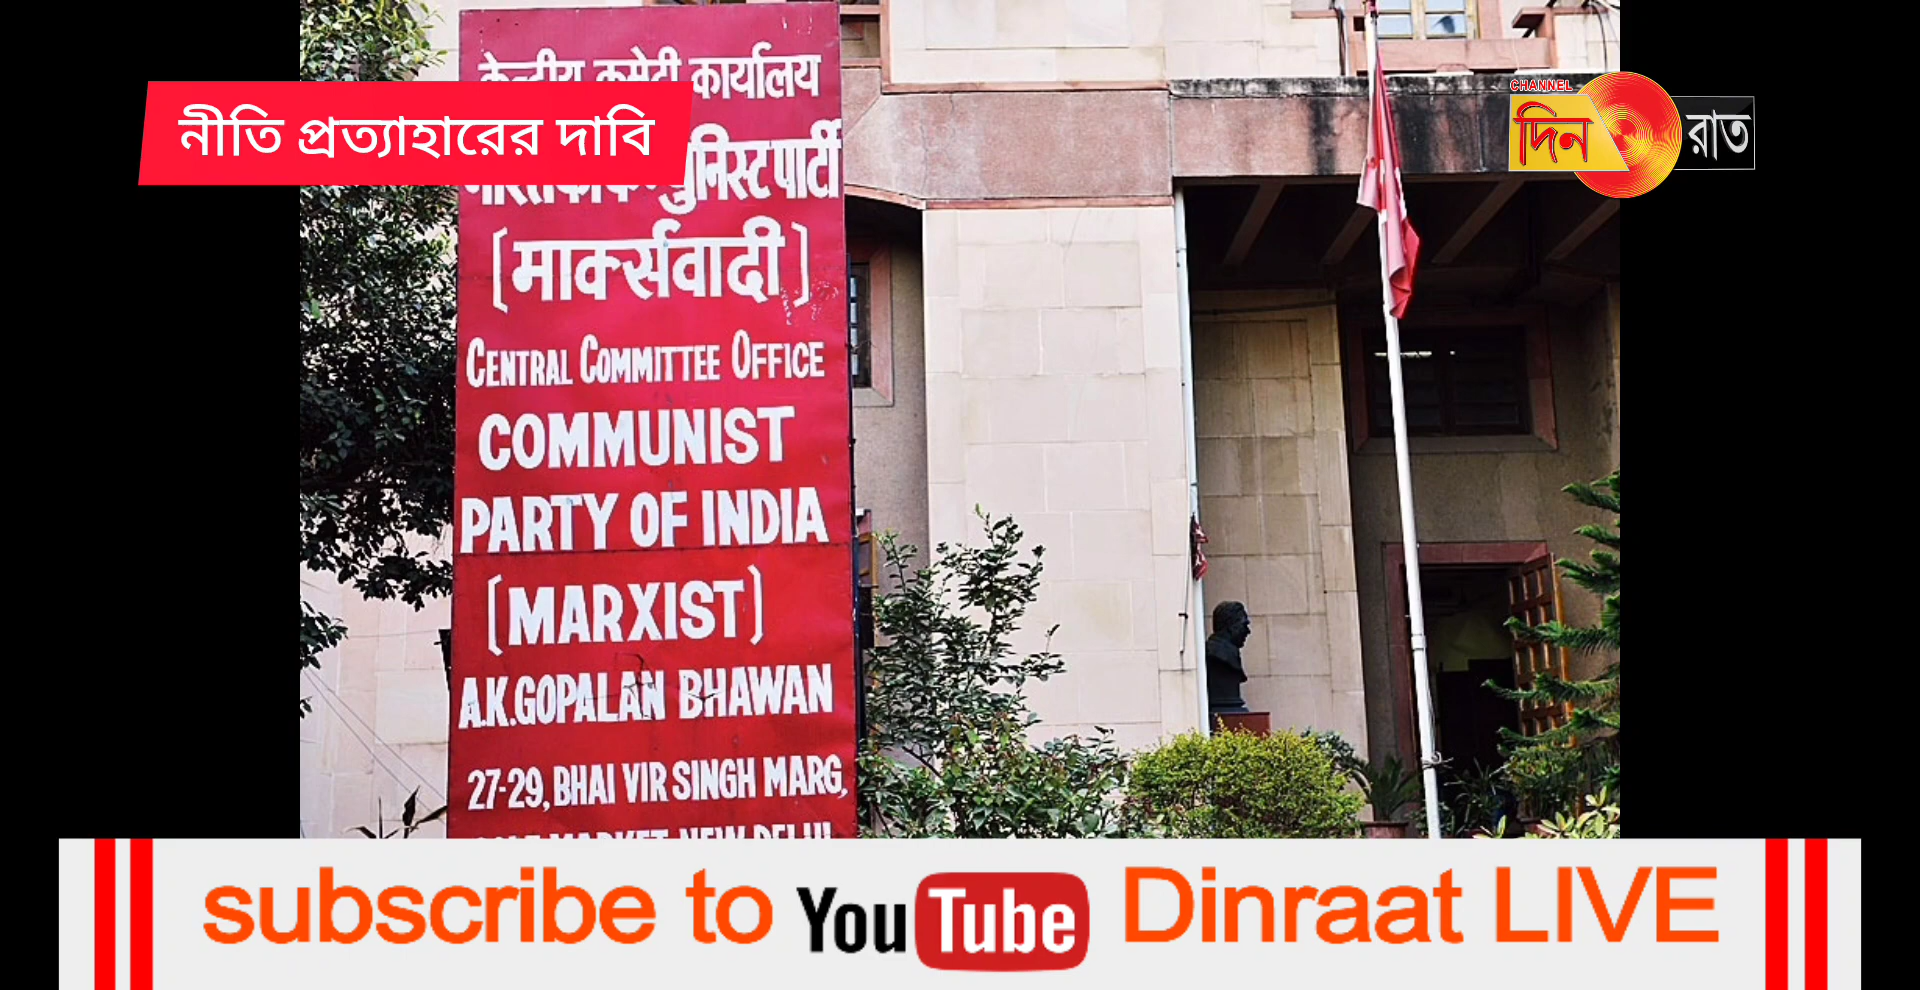 केन्द्रीय कमेटी कार्यालय
নীতি প্রত্যাহারের দাবি
CHANNEL
দিন রাত
पार्टी
(मार्क्सवादी)
CENTRAL COMMITTEE OFFICE
COMMUNIST
PARTY OF INDIA
(MARXIST)
A.K.GOPALAN BHAWAN
27-29, BHAI VIR SINGH MARG,
subscribe to YouTube Dinraat LIVE